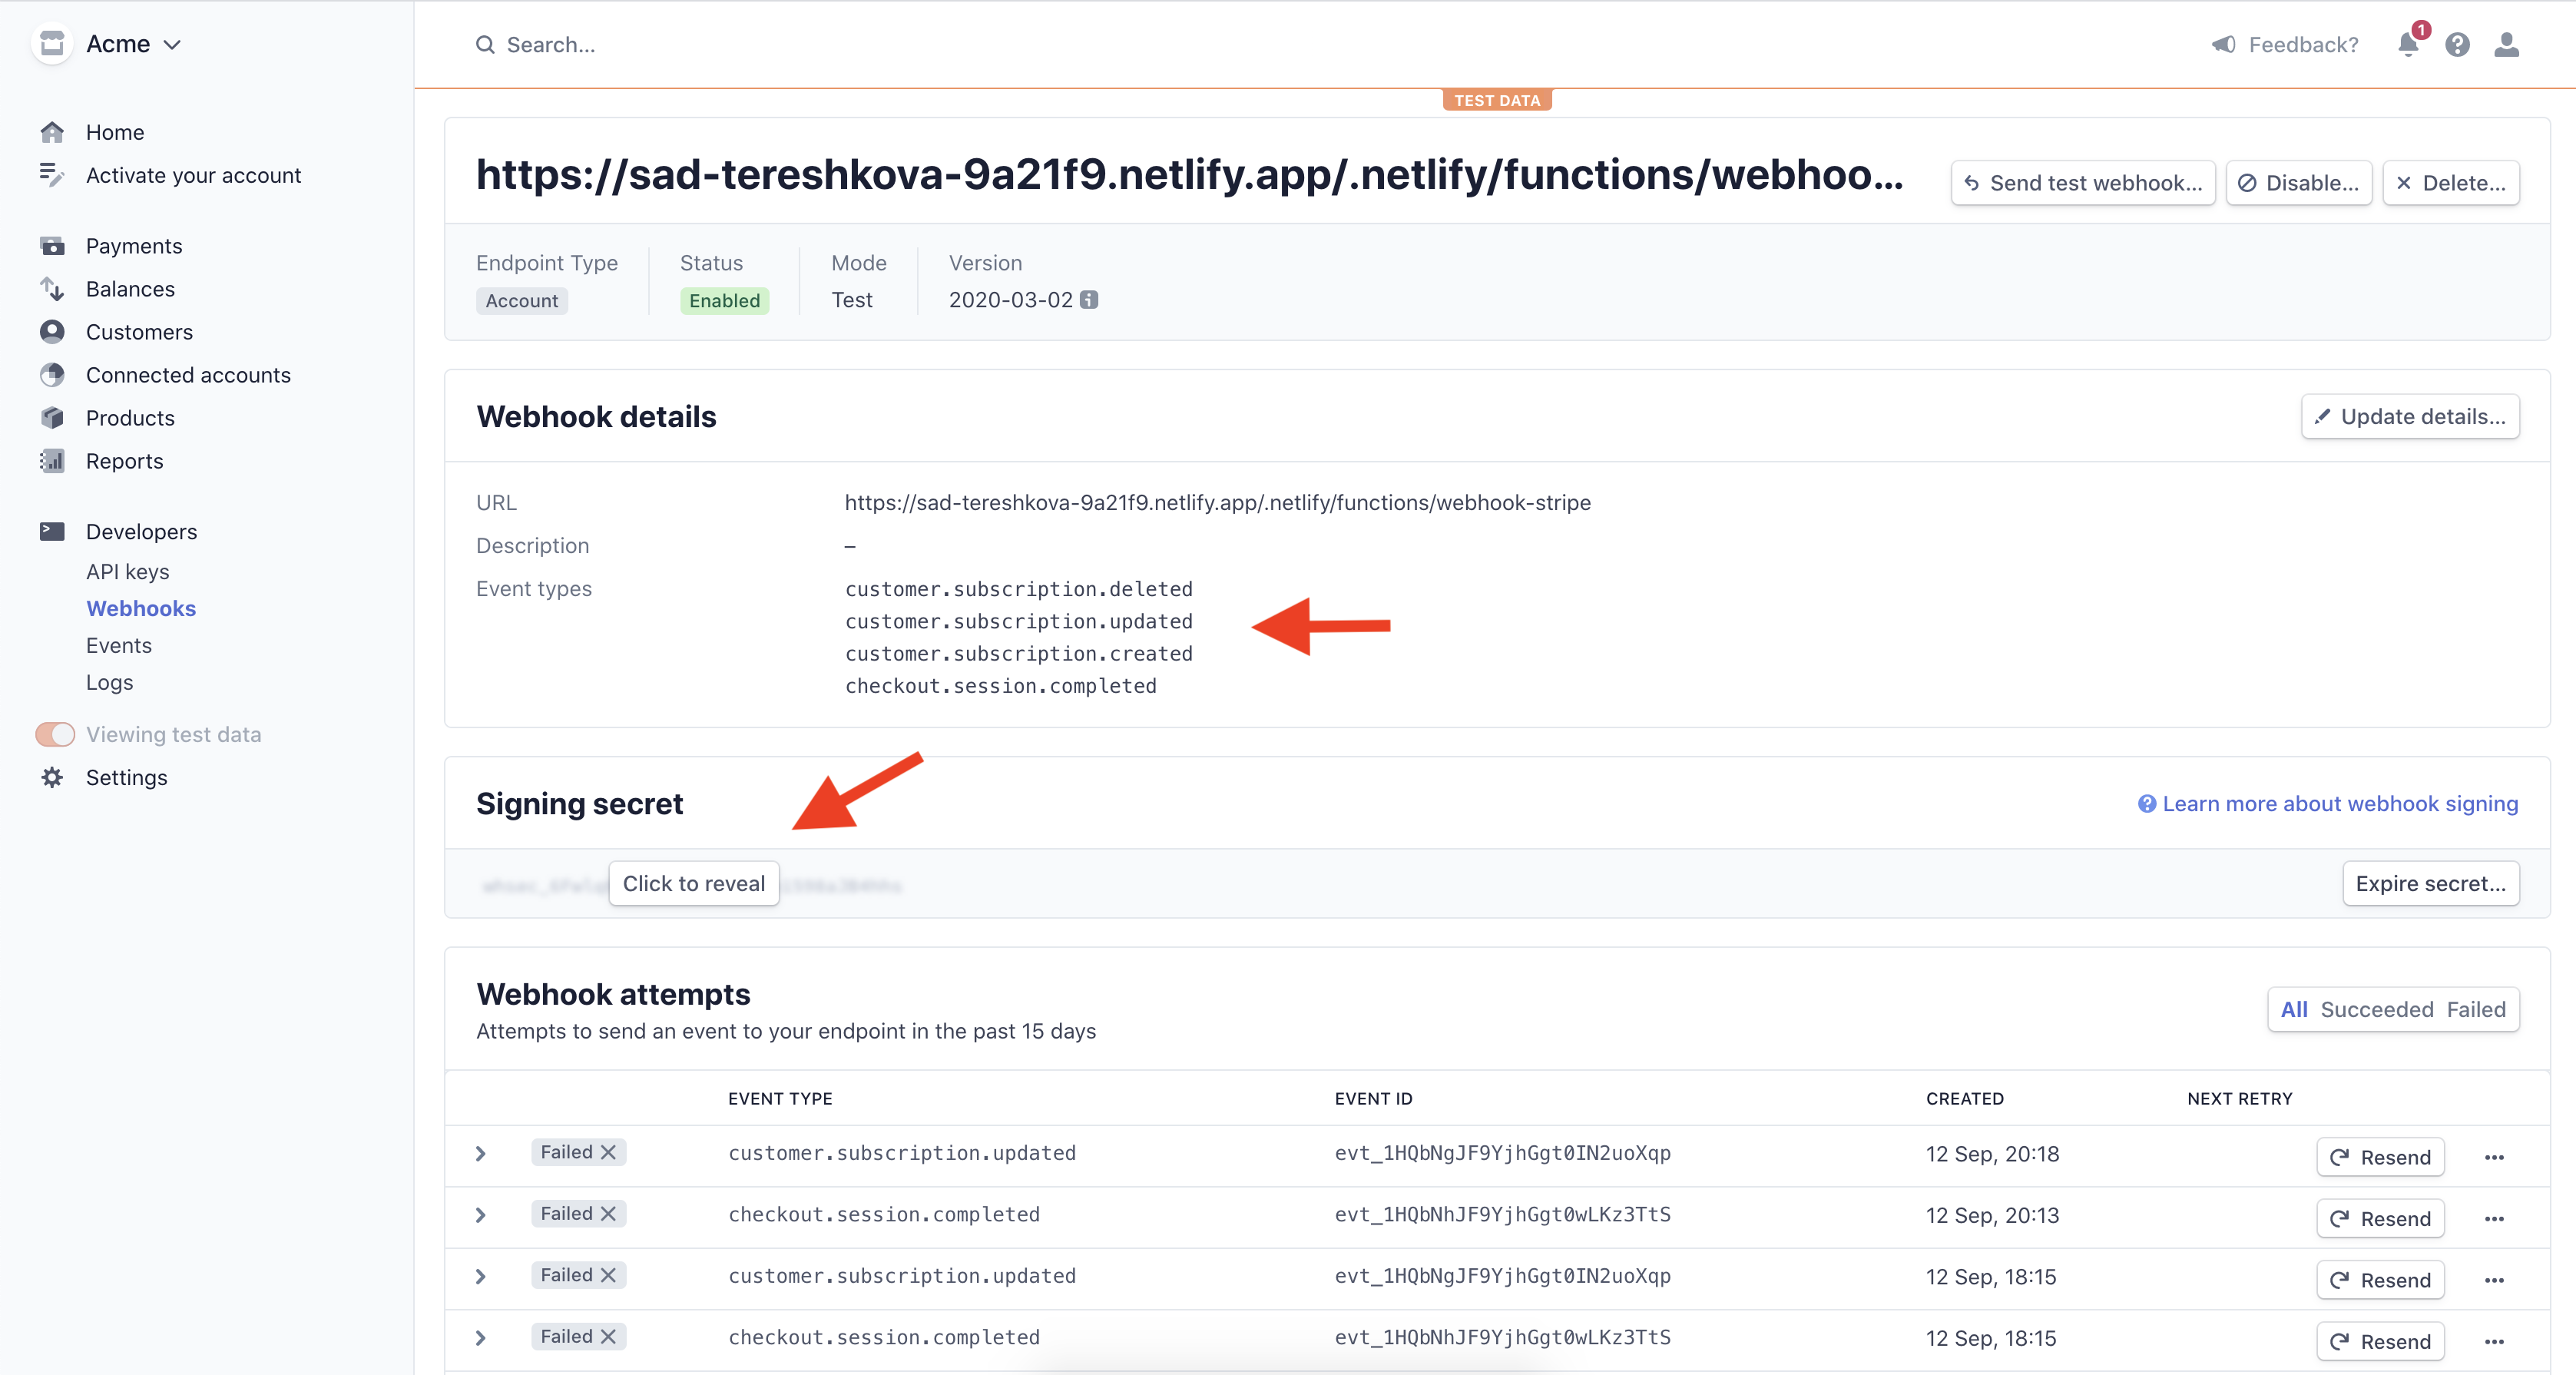 Acme
Search...
Feedback?
1
TEST DATA
Home
Activate your account
Payments
Balances
Customers
Connected accounts
Products
Reports
Developers
API keys
Webhooks
Events
Logs
Viewing test data
Settings
https://sad-tereshkova-9a21f9.netlify.app/.netlify/functions/webhoo...
Send test webhook...
Disable...
Delete...
Endpoint Type
Account
Status
Enabled
Mode
Test
Version
2020-03-02
Webhook details
Update details...
URL
https://sad-tereshkova-9a21f9.netlify.app/.netlify/functions/webhook-stripe
Description
–
Event types
customer.subscription.deleted
customer.subscription.updated
customer.subscription.created
checkout.session.completed
Signing secret
Learn more about webhook signing
Click to reveal
Expire secret...
Webhook attempts
Attempts to send an event to your endpoint in the past 15 days
All Succeeded Failed
EVENT TYPE EVENT ID CREATED NEXT RETRY
Failed customer.subscription.updated evt_1HQbNgJF9YjhGgt0IN2uoXqp 12 Sep, 20:18 Resend
Failed checkout.session.completed evt_1HQbNhJF9YjhGgt0wLKz3TtS 12 Sep, 20:13 Resend
Failed customer.subscription.updated evt_1HQbNgJF9YjhGgt0IN2uoXqp 12 Sep, 18:15 Resend
Failed checkout.session.completed evt_1HQbNhJF9YjhGgt0wLKz3TtS 12 Sep, 18:15 Resend